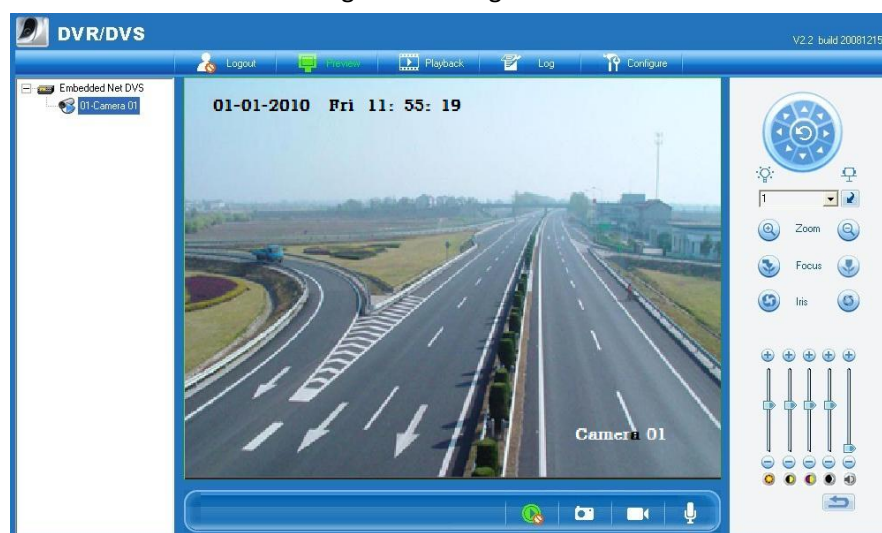 DVR/DVS
V2.2 build 20081215
Logout Preview Playback Log Configure
Embedded Net DVS
01-Camera 01
01-01-2010 Fri 11: 55: 19
1
Zoom
Focus
Iris
Camera 01